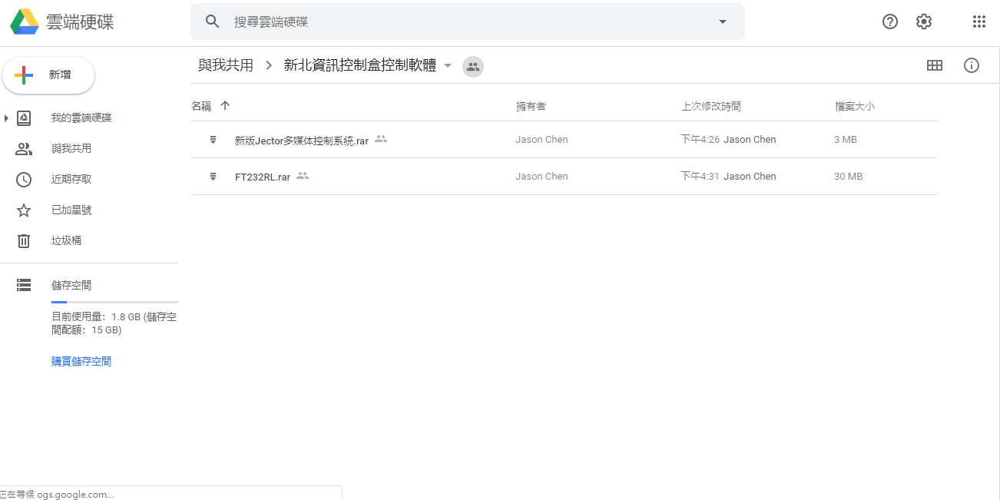 雲端硬碟
搜尋雲端硬碟
新增
與我共用
新北資訊控制盒控制軟體
名稱
擁有者
上次修改時間
檔案大小
新版Jector多媒体控制系統.rar
Jason Chen
下午4:26 Jason Chen
3 MB
FT232RL.rar
Jason Chen
下午4:31 Jason Chen
30 MB
我的雲端硬碟
與我共用
近期存取
已加星號
垃圾桶
儲存空間
目前使用量：1.8 GB (儲存空
間配額：15 GB)
購買儲存空間
正在等候 ogs.google.com...